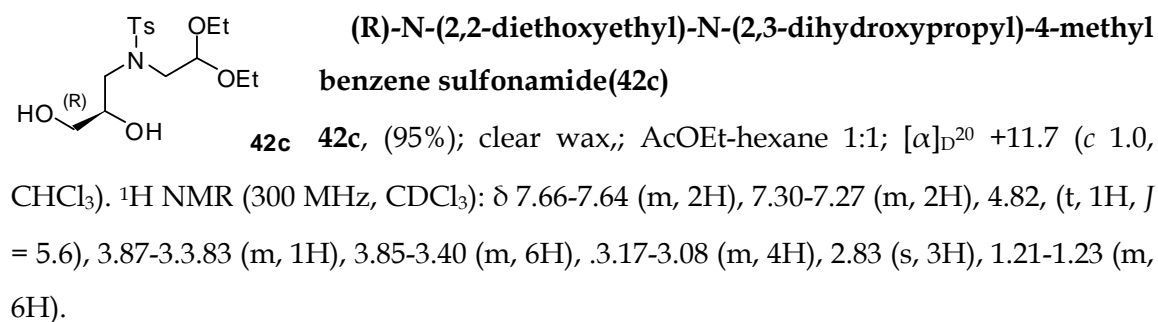 Ts OEt
N
OEt
(R)
HO
OH
42c
(R)-N-(2,2-diethoxyethyl)-N-(2,3-dihydroxypropyl)-4-methyl
benzene sulfonamide(42c)
42c, (95%); clear wax,; AcOEt-hexane 1:1; [α]D²⁰ +11.7 (c 1.0,
CHCl₃). ¹H NMR (300 MHz, CDCl₃): δ 7.66-7.64 (m, 2H), 7.30-7.27 (m, 2H), 4.82, (t, 1H, J
= 5.6), 3.87-3.3.83 (m, 1H), 3.85-3.40 (m, 6H), .3.17-3.08 (m, 4H), 2.83 (s, 3H), 1.21-1.23 (m,
6H).